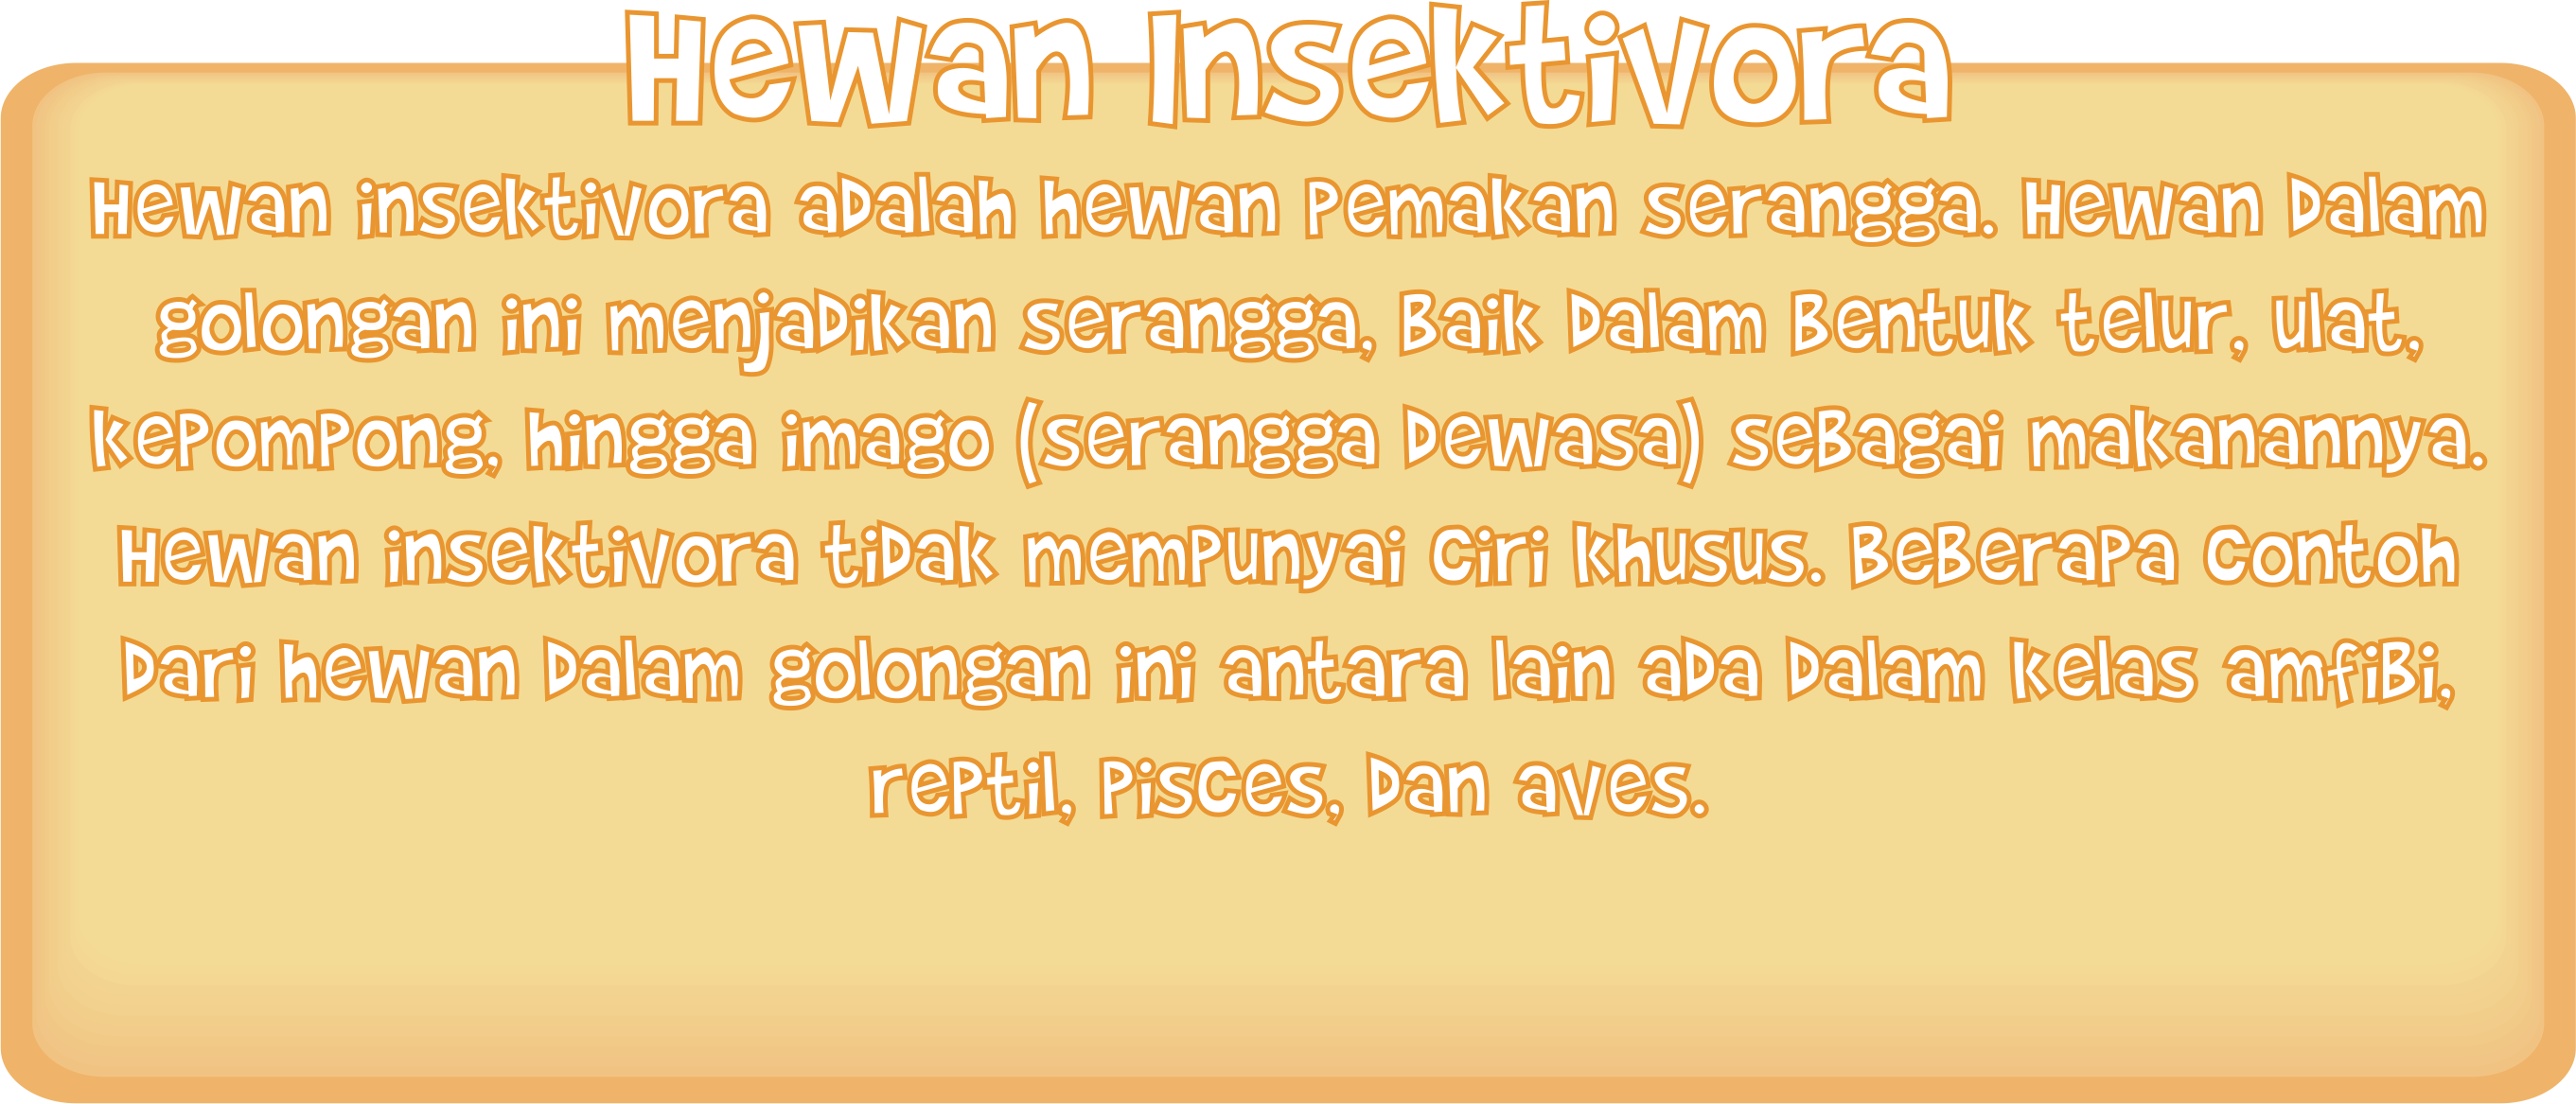 Hewan Insektivora
Hewan insektivora adalah hewan pemakan serangga. Hewan dalam
golongan ini menjadikan serangga, baik dalam bentuk telur, ulat,
kepompong, hingga imago (serangga dewasa) sebagai makanannya.
Hewan insektivora tidak mempunyai ciri khusus. Beberapa contoh
dari hewan dalam golongan ini antara lain ada dalam kelas amfibi,
reptil, pisces, dan aves.